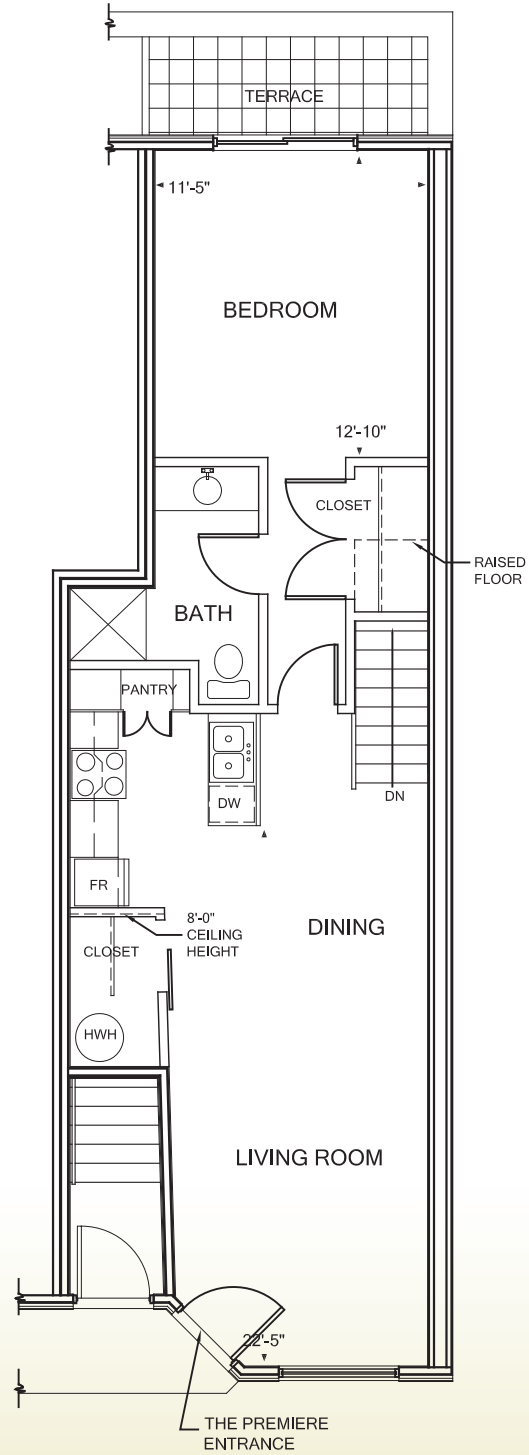 TERRACE
11'-5"
BEDROOM
12'-10"
CLOSET
RAISED
FLOOR
BATH
PANTRY
DW
DN
FR
8'-0"
CEILING
HEIGHT
DINING
CLOSET
HWH
LIVING ROOM
22'-5"
THE PREMIERE
ENTRANCE